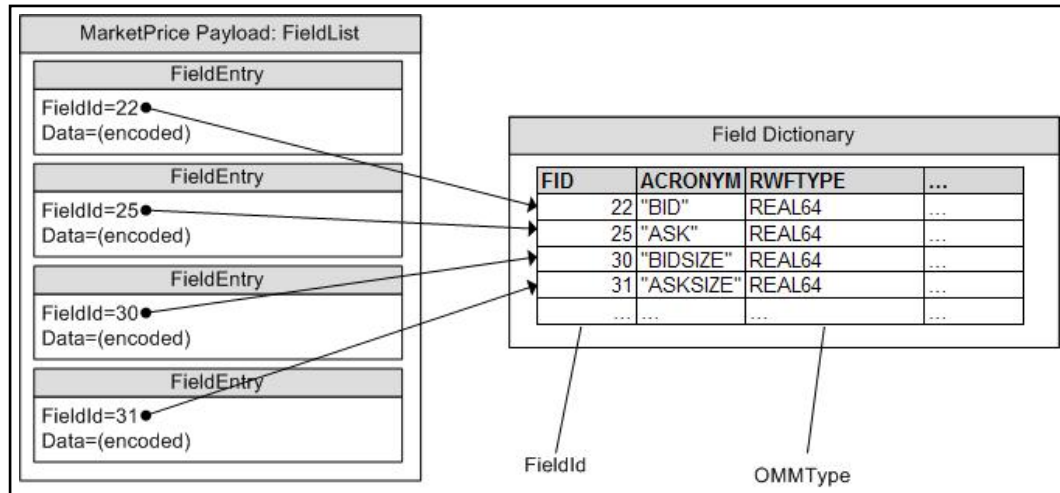 MarketPrice Payload: FieldList
FieldEntry
FieldId=22
Data=(encoded)
FieldEntry
FieldId=25
Data=(encoded)
FieldEntry
FieldId=30
Data=(encoded)
FieldEntry
FieldId=31
Data=(encoded)
Field Dictionary
FID ACRONYM RWFTYPE ...
22 "BID" REAL64 ...
25 "ASK" REAL64 ...
30 "BIDSIZE" REAL64 ...
31 "ASKSIZE" REAL64 ...
... ... ... ...
FieldId
OMMType